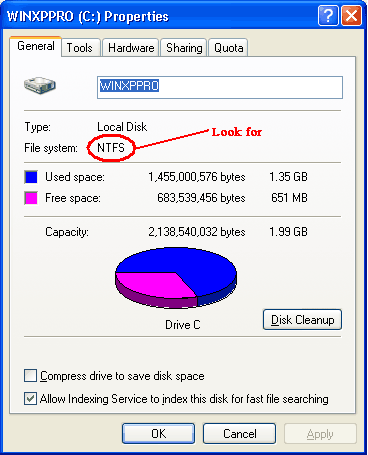 WINXPPRO (C:) Properties
General Tools Hardware Sharing Quota
WINXPPRO
Type: Local Disk
Look for
File system: NTFS
Used space: 1,455,000,576 bytes 1.35 GB
Free space: 683,539,456 bytes 651 MB
Capacity: 2,138,540,032 bytes 1.99 GB
Drive C
Disk Cleanup
Compress drive to save disk space
Allow Indexing Service to index this disk for fast file searching
OK Cancel Apply